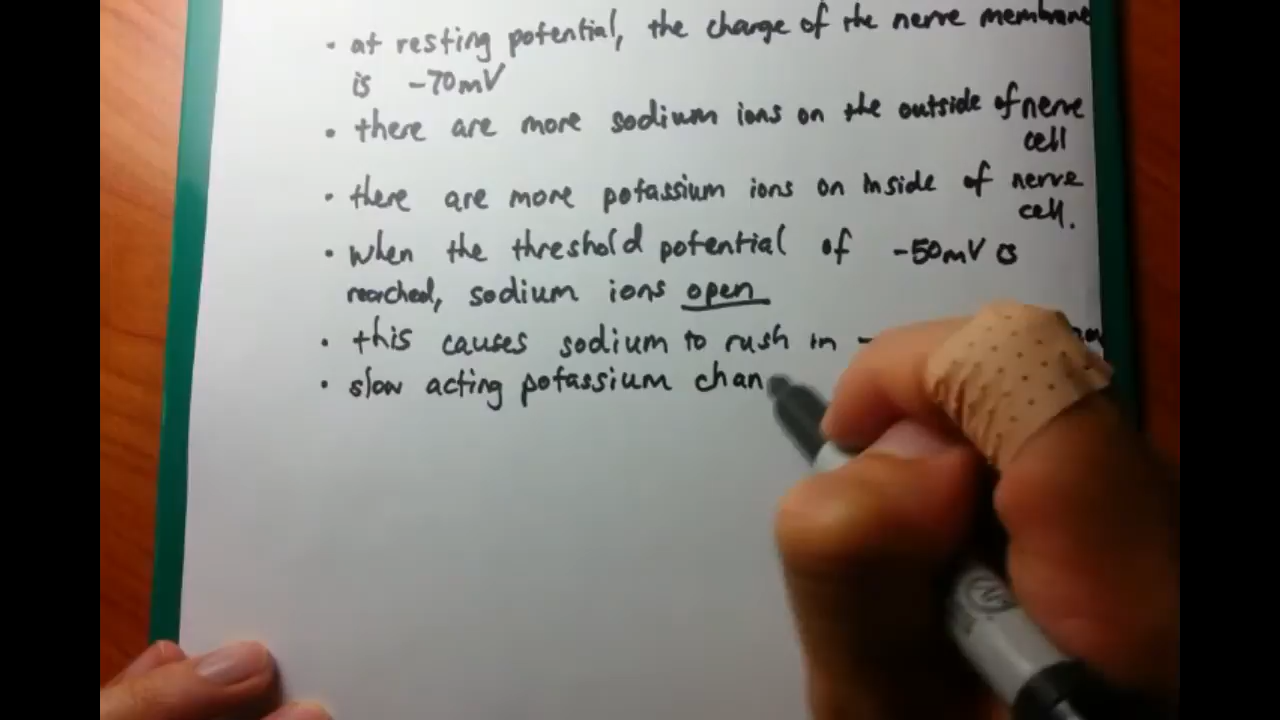 • at resting potential, the charge of the nerve membrane
is -70mV
• there are more sodium ions on the outside of nerve
cell
• there are more potassium ions on inside of nerve
cell.
• when the threshold potential of -50mV is
reached, sodium ions open
• this causes sodium to rush in -
• slow acting potassium chan